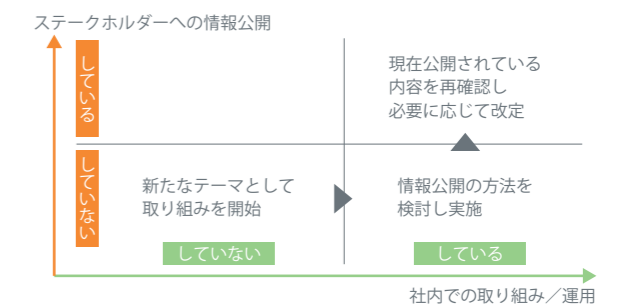 ステークホルダーへの情報公開
している
現在公開されている
内容を再確認し
必要に応じて改定
していない
新たなテーマとして
取り組みを開始
情報公開の方法を
検討し実施
していない
している
社内での取り組み／運用